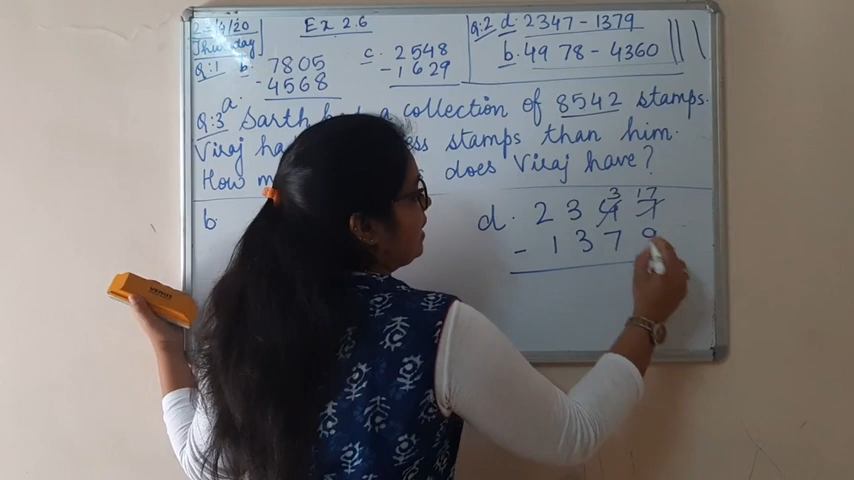 2-9/20
Thursday
Ex 2.6
Q:1 b. 7805
- 4568
c. 2548
- 1629
Q:2 d. 2347 - 1379
b. 4978 - 4360
Q:3 a. Sarth had a collection of 8542 stamps.
Viraj ha ess stamps than him.
How m does Viraj have?
b
d. 2 3 4 7
3 17
- 1 3 7 9
VENUS